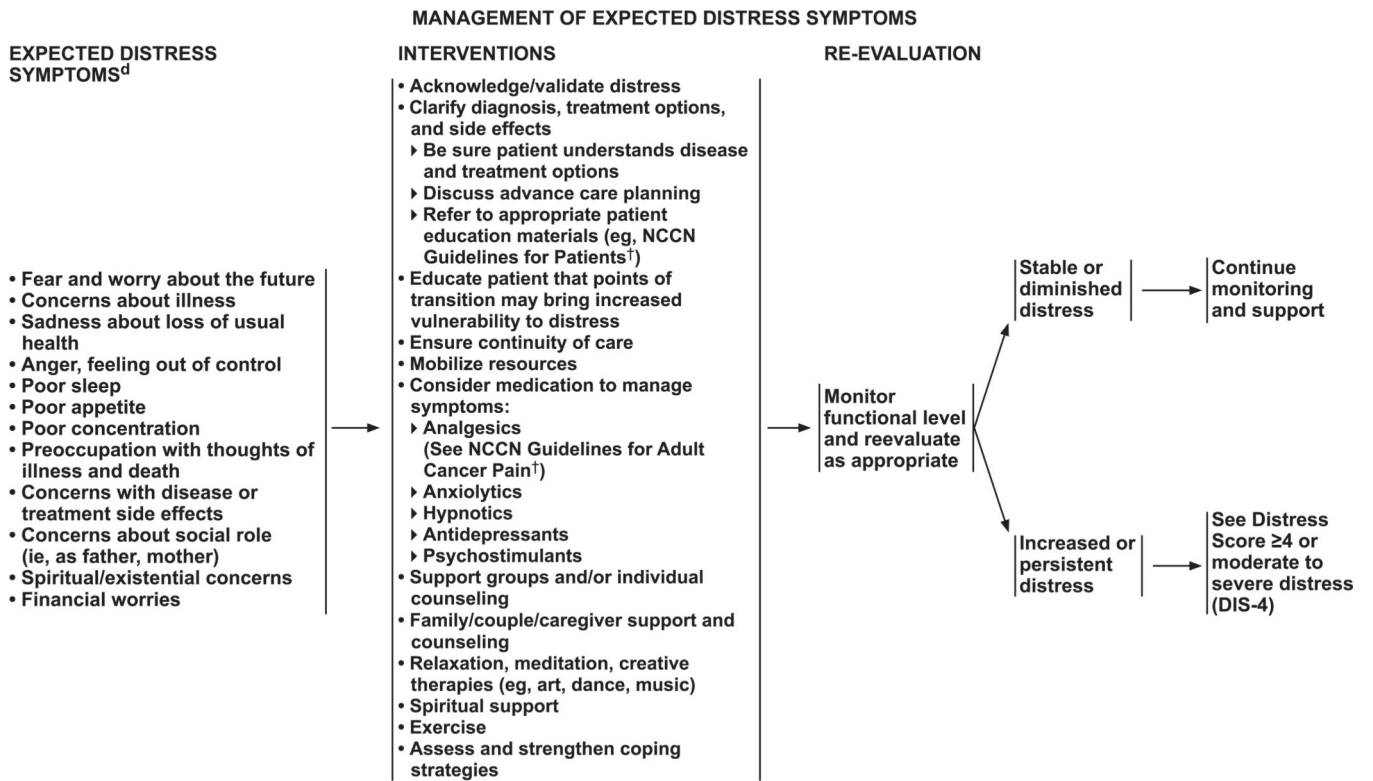 MANAGEMENT OF EXPECTED DISTRESS SYMPTOMS
EXPECTED DISTRESS
SYMPTOMSd
• Fear and worry about the future
• Concerns about illness
• Sadness about loss of usual
health
• Anger, feeling out of control
• Poor sleep
• Poor appetite
• Poor concentration
• Preoccupation with thoughts of
illness and death
• Concerns with disease or
treatment side effects
• Concerns about social role
(ie, as father, mother)
• Spiritual/existential concerns
• Financial worries
INTERVENTIONS
• Acknowledge/validate distress
• Clarify diagnosis, treatment options,
and side effects
▸ Be sure patient understands disease
and treatment options
▸ Discuss advance care planning
▸ Refer to appropriate patient
education materials (eg, NCCN
Guidelines for Patients†)
• Educate patient that points of
transition may bring increased
vulnerability to distress
• Ensure continuity of care
• Mobilize resources
• Consider medication to manage
symptoms:
▸ Analgesics
(See NCCN Guidelines for Adult
Cancer Pain†)
▸ Anxiolytics
▸ Hypnotics
▸ Antidepressants
▸ Psychostimulants
• Support groups and/or individual
counseling
• Family/couple/caregiver support and
counseling
• Relaxation, meditation, creative
therapies (eg, art, dance, music)
• Spiritual support
• Exercise
• Assess and strengthen coping
strategies
RE-EVALUATION
Monitor
functional level
and reevaluate
as appropriate
Stable or
diminished
distress
Continue
monitoring
and support
Increased or
persistent
distress
See Distress
Score ≥4 or
moderate to
severe distress
(DIS-4)